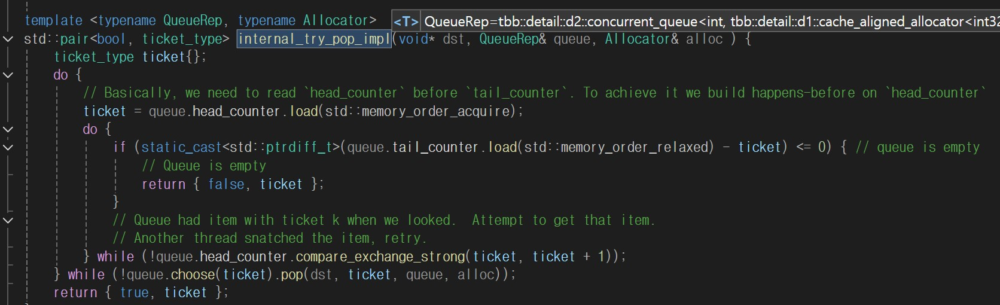 template <typename QueueRep, typename Allocator> <T> QueueRep=tbb::detail::d2::concurrent_queue<int, tbb::detail::d1::cache_aligned_allocator<int32
std::pair<bool, ticket_type> internal_try_pop_impl(void* dst, QueueRep& queue, Allocator& alloc ) {
ticket_type ticket{};
do {
// Basically, we need to read `head_counter` before `tail_counter`. To achieve it we build happens-before on `head_counter`
ticket = queue.head_counter.load(std::memory_order_acquire);
do {
if (static_cast<std::ptrdiff_t>(queue.tail_counter.load(std::memory_order_relaxed) - ticket) <= 0) { // queue is empty
// Queue is empty
return { false, ticket };
}
// Queue had item with ticket k when we looked.  Attempt to get that item.
// Another thread snatched the item, retry.
} while (!queue.head_counter.compare_exchange_strong(ticket, ticket + 1));
} while (!queue.choose(ticket).pop(dst, ticket, queue, alloc));
return { true, ticket };